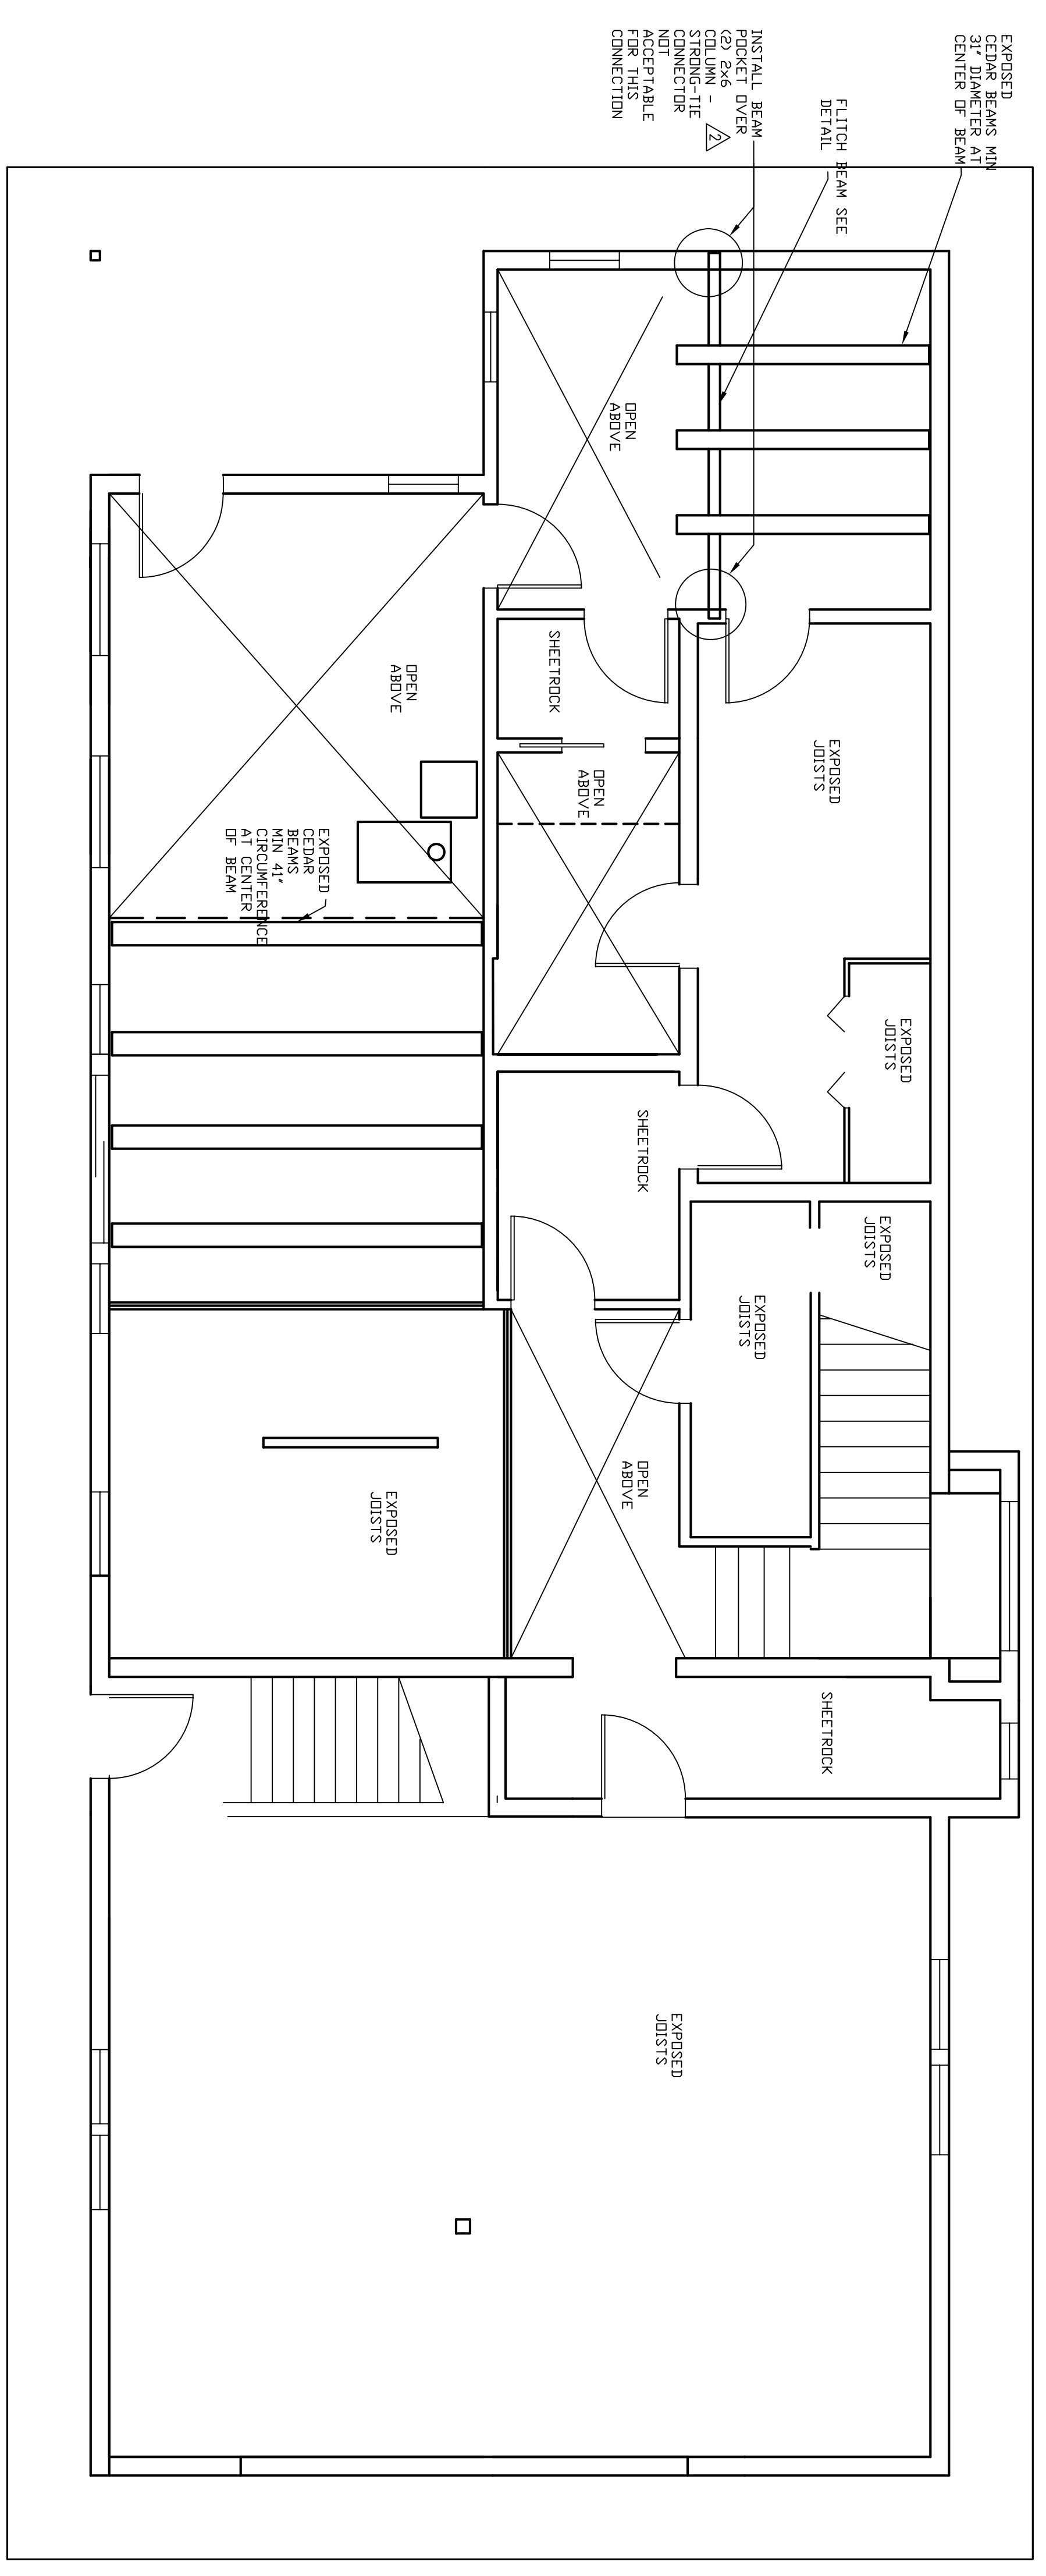 EXPOSED
CEDAR BEAMS MIN
31" DIAMETER AT
CENTER OF BEAM
FLITCH BEAM SEE
DETAIL
INSTALL BEAM
POCKET OVER
(2) 2x6
COLUMN -
STRONG-TIE
CONNECTOR
NOT
ACCEPTABLE
FOR THIS
CONNECTION
2
OPEN
ABOVE
SHEETROCK
OPEN
ABOVE
EXPOSED
JOISTS
OPEN
ABOVE
EXPOSED
CEDAR
BEAMS
MIN 41"
CIRCUMFERENCE
AT CENTER
OF BEAM
EXPOSED
JOISTS
SHEETROCK
EXPOSED
JOISTS
EXPOSED
JOISTS
OPEN
ABOVE
EXPOSED
JOISTS
SHEETROCK
EXPOSED
JOISTS